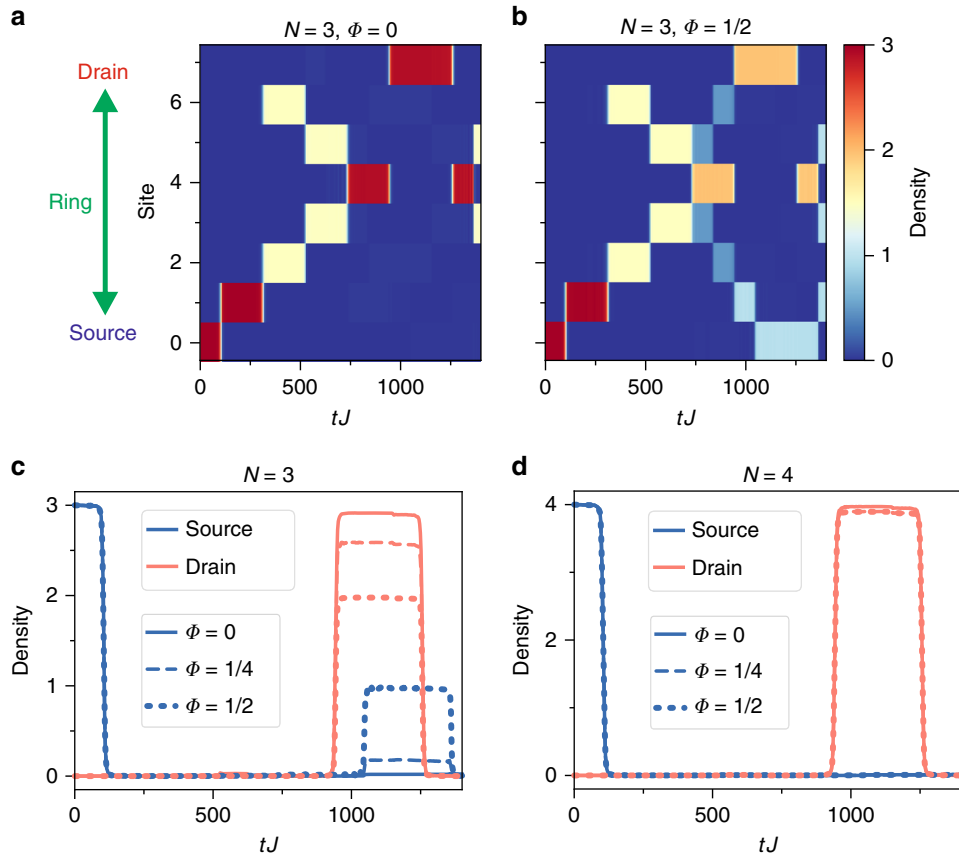 a
N = 3, Φ = 0
Drain
Ring
Source
Site
6
4
2
0
0
500
1000
tJ
b
N = 3, Φ = 1/2
0
500
1000
tJ
3
2
1
0
Density
c
N = 3
Density
3
2
1
0
Source
Drain
Φ = 0
Φ = 1/4
Φ = 1/2
0
500
1000
tJ
d
N = 4
Density
4
2
0
Source
Drain
Φ = 0
Φ = 1/4
Φ = 1/2
0
500
1000
tJ